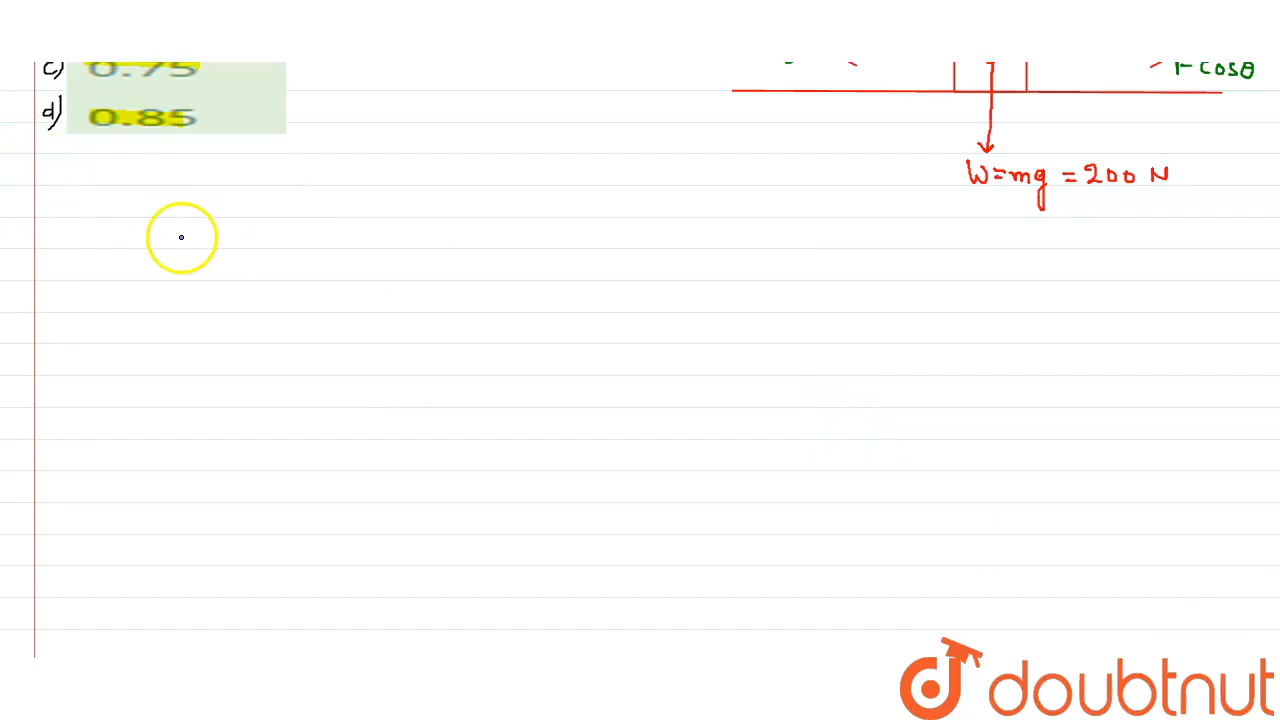 c) 0.75
F cosθ
d) 0.85
W=mg = 200 N
doubtnut